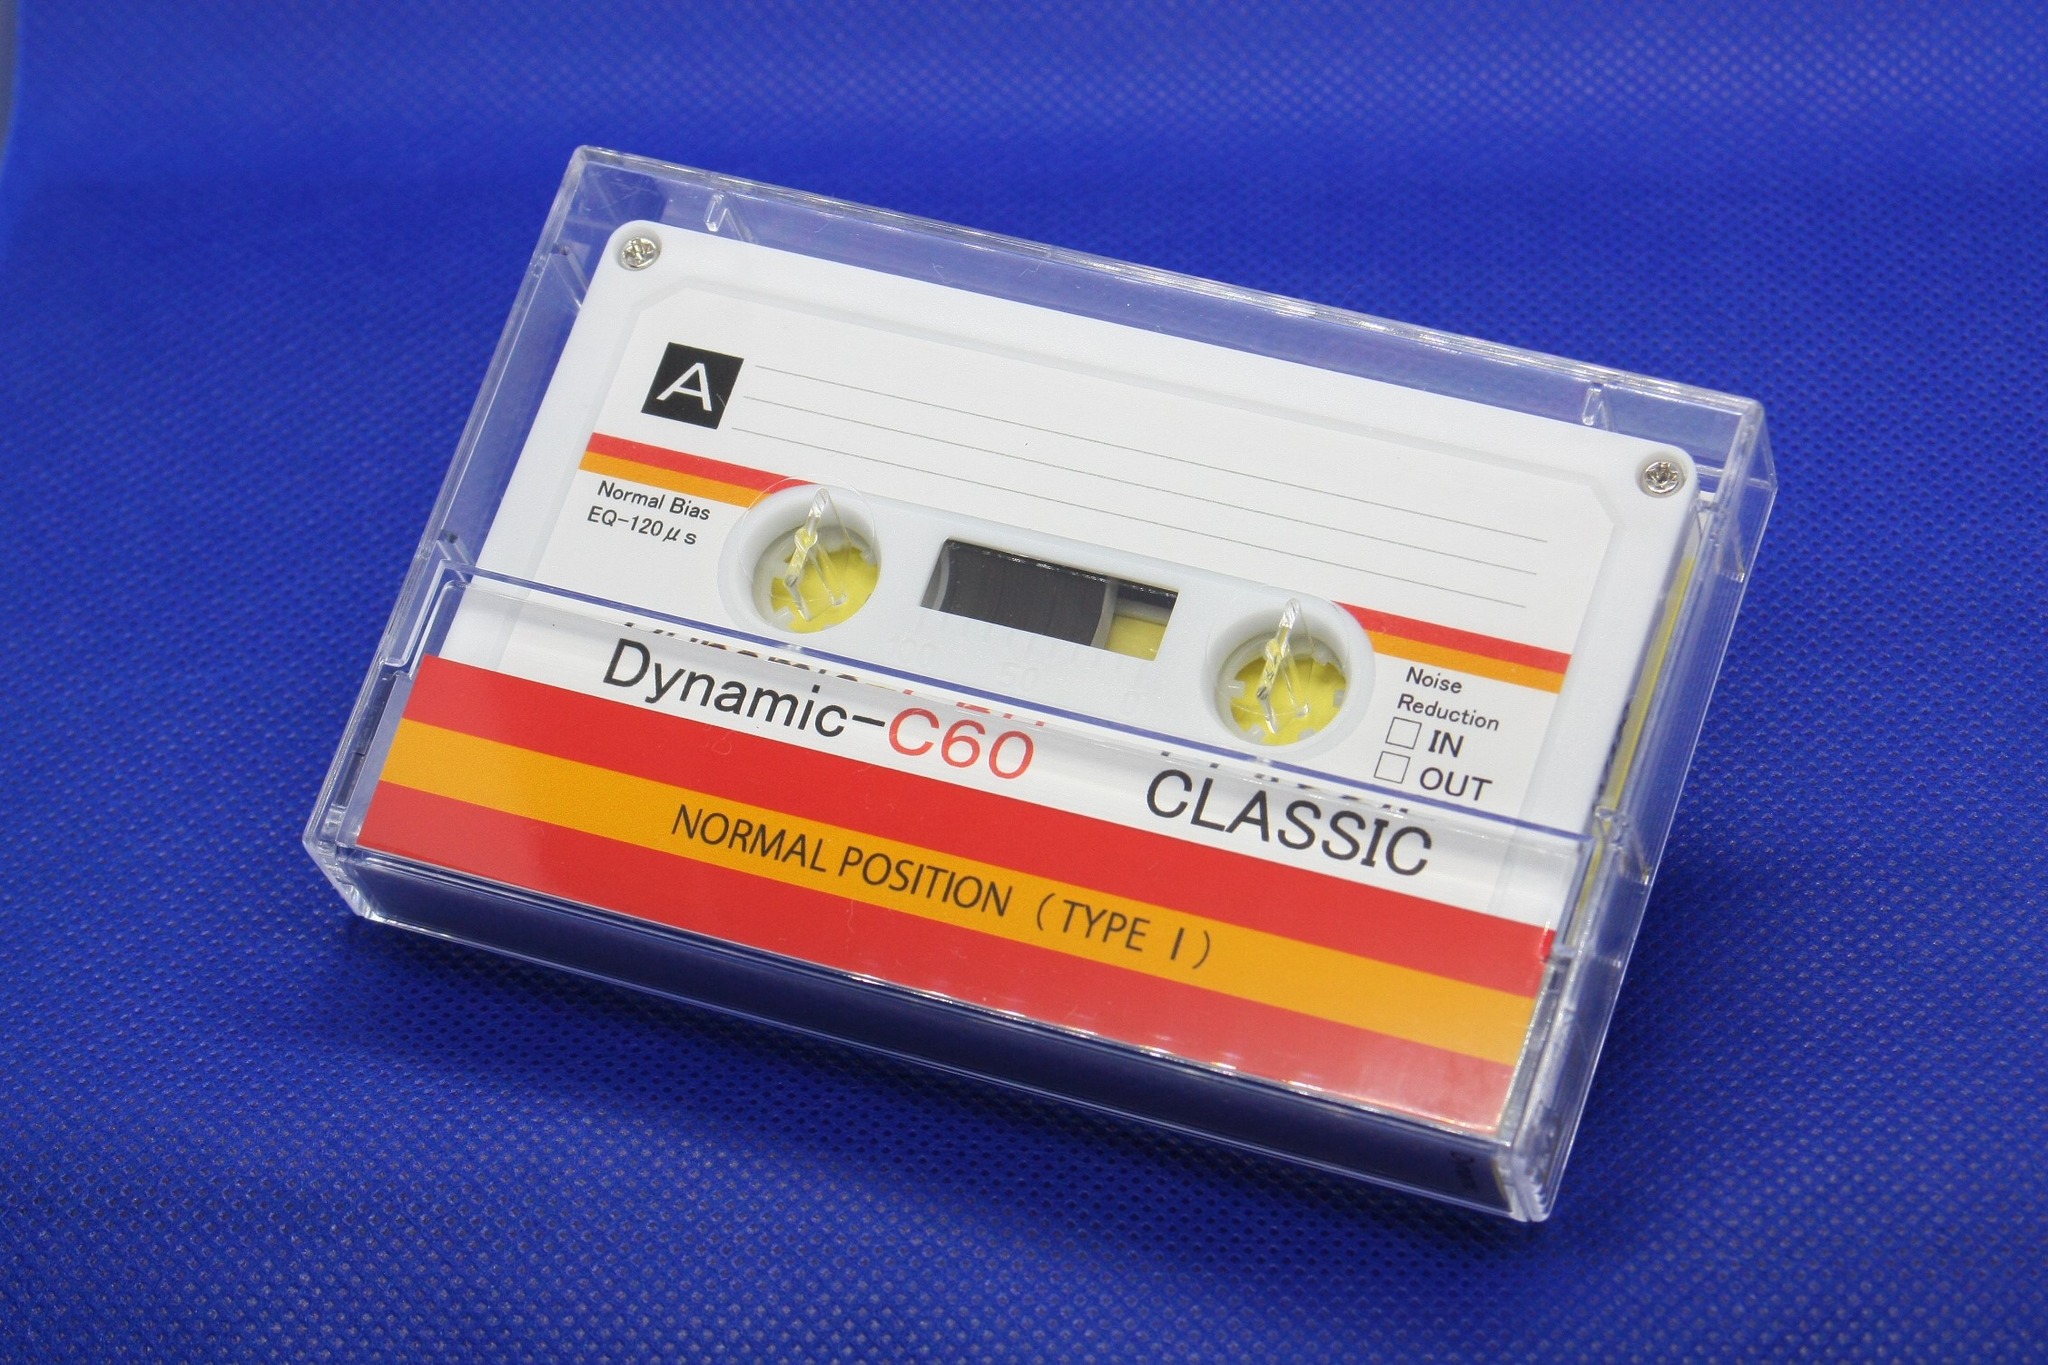 A
Normal Bias
EQ-120μs
Noise
Reduction
IN
OUT
Dynamic-C60
CLASSIC
NORMAL POSITION (TYPE I)